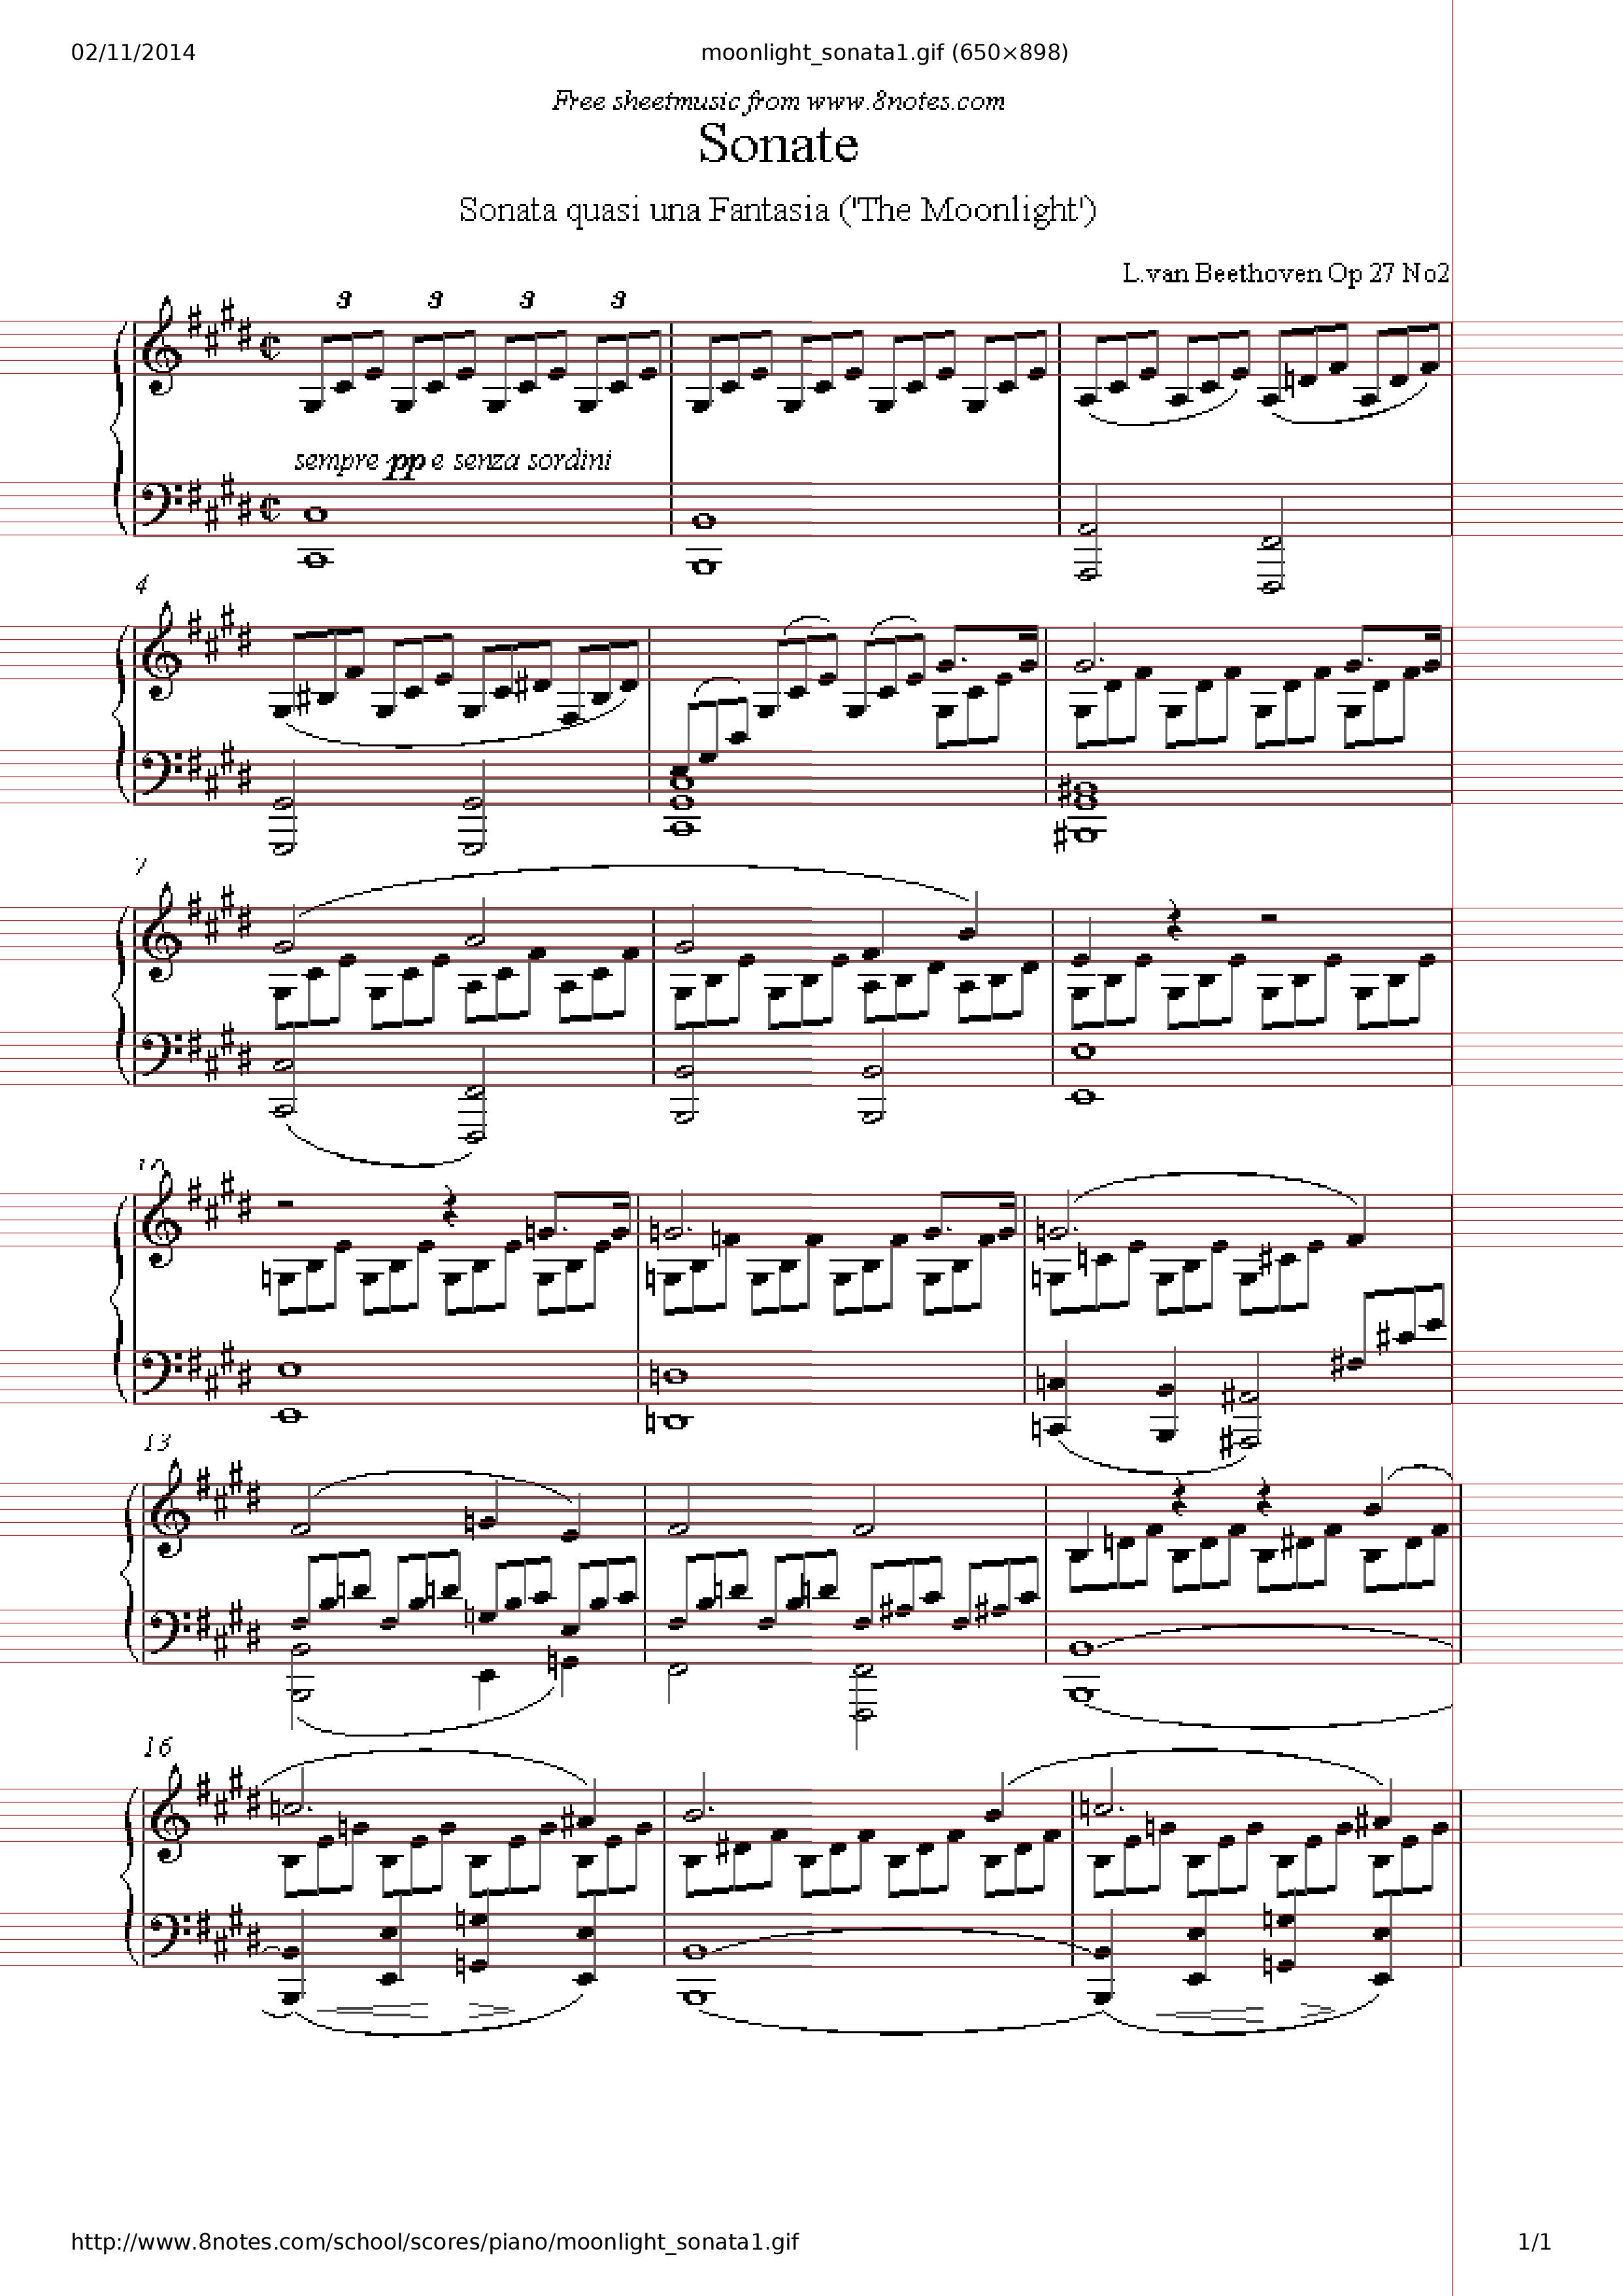 02/11/2014 moonlight_sonata1.gif (650×898)
Free sheetmusic from www.8notes.com
Sonate
Sonata quasi una Fantasia ('The Moonlight')
L.van Beethoven Op 27 No2
3 3 3 3
sempre pp e senza sordini
4
7
13
16
http://www.8notes.com/school/scores/piano/moonlight_sonata1.gif 1/1